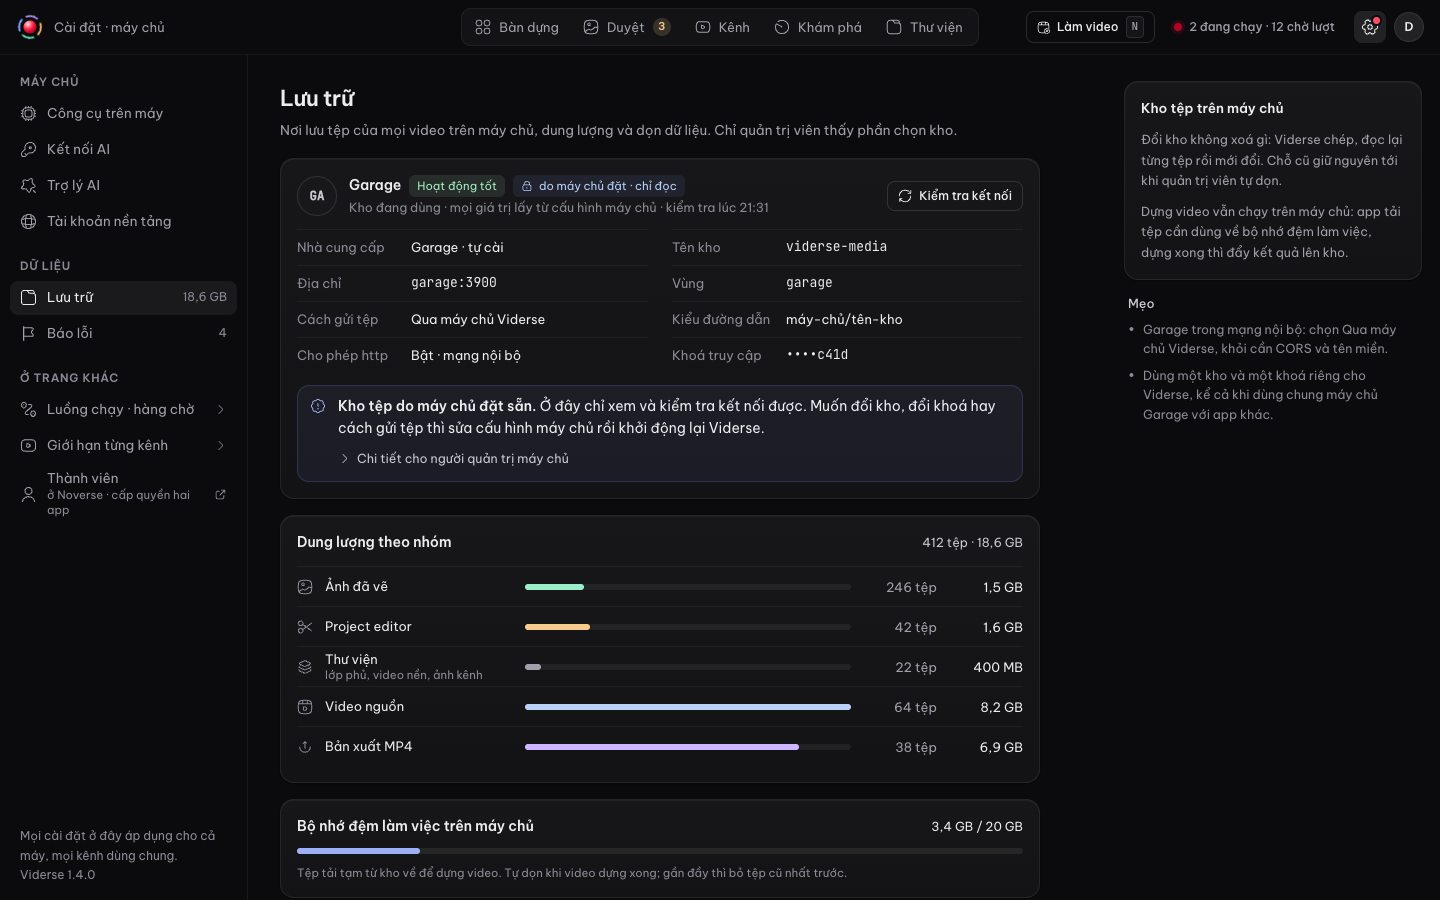 Cài đặt · máy chủ
Bàn dựng
Duyệt 3
Kênh
Khám phá
Thư viện
Làm video N
2 đang chạy · 12 chờ lượt
D
MÁY CHỦ
Công cụ trên máy
Kết nối AI
Trợ lý AI
Tài khoản nền tảng
DỮ LIỆU
Lưu trữ 18,6 GB
Báo lỗi 4
Ở TRANG KHÁC
Luồng chạy · hàng chờ
Giới hạn từng kênh
Thành viên
ở Noverse · cấp quyền hai
app
Mọi cài đặt ở đây áp dụng cho cả
máy, mọi kênh dùng chung.
Viderse 1.4.0
Lưu trữ
Nơi lưu tệp của mọi video trên máy chủ, dung lượng và dọn dữ liệu. Chỉ quản trị viên thấy phần chọn kho.
GA
Garage Hoạt động tốt do máy chủ đặt · chỉ đọc
Kho đang dùng · mọi giá trị lấy từ cấu hình máy chủ · kiểm tra lúc 21:31
Kiểm tra kết nối
Nhà cung cấp Garage · tự cài
Tên kho viderse-media
Địa chỉ garage:3900
Vùng garage
Cách gửi tệp Qua máy chủ Viderse
Kiểu đường dẫn máy-chủ/tên-kho
Cho phép http Bật · mạng nội bộ
Khoá truy cập ••••c41d
Kho tệp do máy chủ đặt sẵn. Ở đây chỉ xem và kiểm tra kết nối được. Muốn đổi kho, đổi khoá hay
cách gửi tệp thì sửa cấu hình máy chủ rồi khởi động lại Viderse.
Chi tiết cho người quản trị máy chủ
Dung lượng theo nhóm 412 tệp · 18,6 GB
Ảnh đã vẽ 246 tệp 1,5 GB
Project editor 42 tệp 1,6 GB
Thư viện 22 tệp 400 MB
lớp phủ, video nền, ảnh kênh
Video nguồn 64 tệp 8,2 GB
Bản xuất MP4 38 tệp 6,9 GB
Bộ nhớ đệm làm việc trên máy chủ 3,4 GB / 20 GB
Tệp tải tạm từ kho về để dựng video. Tự dọn khi video dựng xong; gần đầy thì bỏ tệp cũ nhất trước.
Kho tệp trên máy chủ
Đổi kho không xoá gì: Viderse chép, đọc lại
từng tệp rồi mới đổi. Chỗ cũ giữ nguyên tới
khi quản trị viên tự dọn.
Dựng video vẫn chạy trên máy chủ: app tải
tệp cần dùng về bộ nhớ đệm làm việc,
dựng xong thì đẩy kết quả lên kho.
Mẹo
• Garage trong mạng nội bộ: chọn Qua máy
chủ Viderse, khỏi cần CORS và tên miền.
• Dùng một kho và một khoá riêng cho
Viderse, kể cả khi dùng chung máy chủ
Garage với app khác.